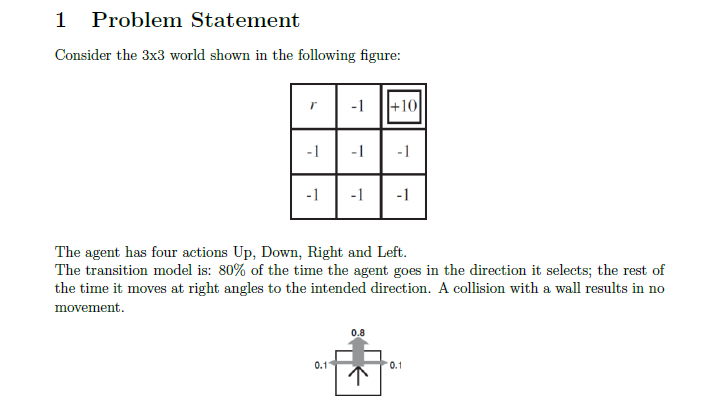 1 Problem Statement
Consider the 3x3 world shown in the following figure:
r -1 +10
-1 -1 -1
-1 -1 -1
The agent has four actions Up, Down, Right and Left.
The transition model is: 80% of the time the agent goes in the direction it selects; the rest of
the time it moves at right angles to the intended direction. A collision with a wall results in no
movement.
0.8
0.1 0.1